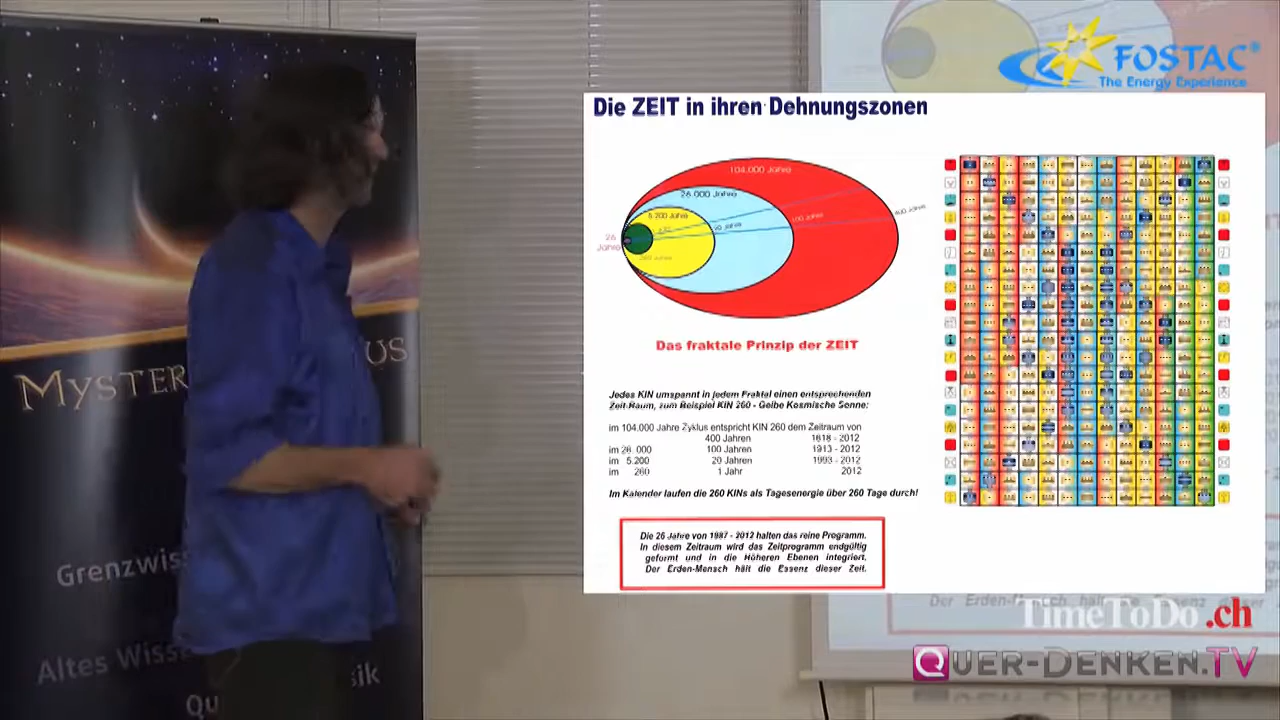 FOSTAC®
The Energy Experience
Die ZEIT in ihren Dehnungszonen
104.000 Jahre
26.000 Jahre
5.200 Jahre
400 Jahre
100 Jahre
20 Jahre
26
Jahre
260 Jahre
Das fraktale Prinzip der ZEIT
Jedes KIN umspannt in jedem Fraktal einen entsprechenden
Zeit-Raum, zum Beispiel KIN 260 - Gelbe Kosmische Sonne:
im 104.000 Jahre Zyklus entspricht KIN 260 dem Zeitraum von
400 Jahren 1618 - 2012
im 26. 000 100 Jahren 1913 - 2012
im 5.200 20 Jahren 1993 - 2012
im 260 1 Jahr 2012
Im Kalender laufen die 260 KINs als Tagesenergie über 260 Tage durch!
Die 26 Jahre von 1987 - 2012 halten das reine Programm.
In diesem Zeitraum wird das Zeitprogramm endgültig
geformt und in die Höheren Ebenen integriert.
Der Erden-Mensch hält die Essenz dieser Zeit.
MYSTER
US
Grenzwis
Altes Wiss
sik
Qu
TimeToDo.ch
QUER-DENKEN.TV